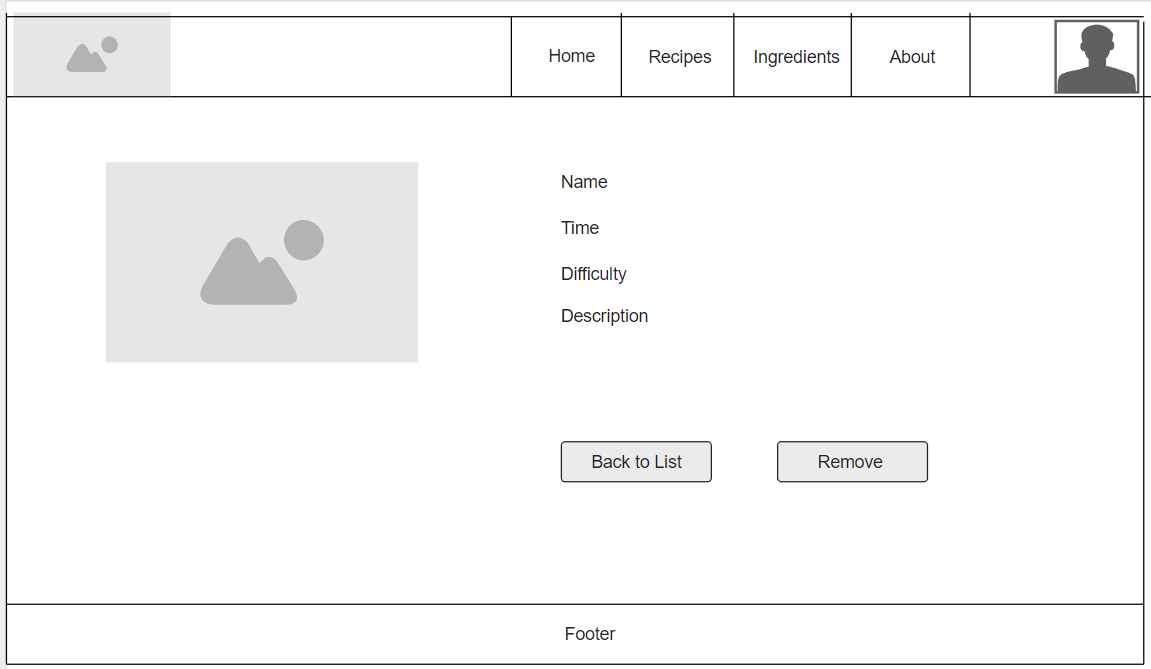 Home Recipes Ingredients About
Name
Time
Difficulty
Description
Back to List Remove
Footer